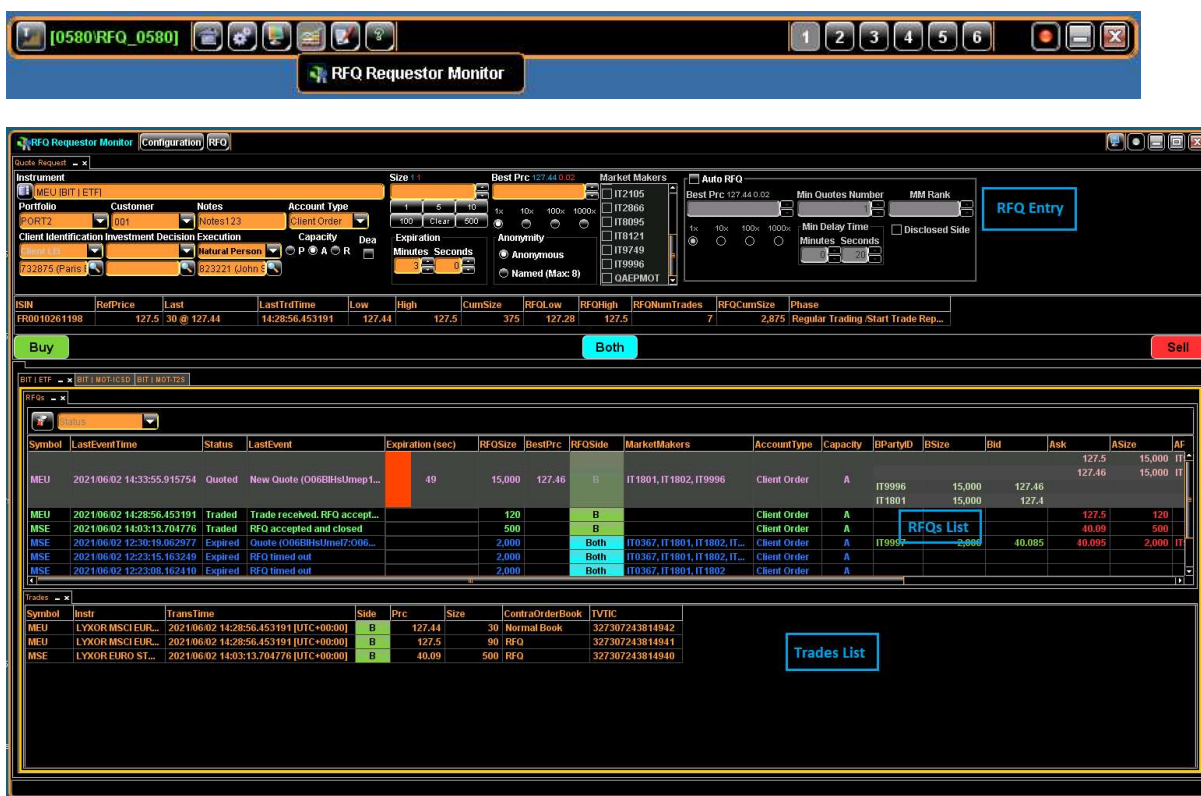 [0580\RFQ_0580] 1 2 3 4 5 6
RFQ Requestor Monitor
RFQ Requestor Monitor Configuration RFQ
Quote Request
Instrument Size 1 1 Best Prc 127.44 0.02 Market Makers Auto RFQ
MEU |BIT | ETF| IT2105 Best Prc 127.44 0.02 Min Quotes Number MM Rank
Portfolio Customer Notes Account Type 1 5 10 1x 10x 100x 1000x IT2866 1
PORT2 001 Notes123 Client Order 100 Clear 500 IT8095 1x 10x 100x 1000x Min Delay Time Disclosed Side
Client Identification Investment Decision Execution Capacity Dea Expiration Anonymity IT8121 Minutes Seconds
Client LEI Natural Person P A R Minutes Seconds Anonymous IT9749 0 20
732875 (Paris 823221 (John S 3 0 Named (Max: 8) IT9996
QAEPMOT
RFQ Entry
ISIN RefPrice Last LastTrdTime Low High CumSize RFQLow RFQHigh RFQNumTrades RFQCumSize Phase
FR0010261198 127.5 30 @ 127.44 14:28:56.453191 127.44 127.5 375 127.28 127.5 7 2,875 Regular Trading /Start Trade Rep...
Buy Both Sell
BIT | ETF BIT | MOT-ICSD BIT | MOT-T2S
RFQs
Status
Symbol LastEventTime Status LastEvent Expiration (sec) RFQSize BestPrc RFQSide MarketMakers AccountType Capacity BPartyID BSize Bid Ask ASize AF
127.5 15,000
127.46 15,000
MEU 2021/06/02 14:33:55.915754 Quoted New Quote (O06BlHsUmep1... 49 15,000 127.46 B IT1801, IT1802, IT9996 Client Order A
IT9996 15,000 127.46
IT1801 15,000 127.4
MEU 2021/06/02 14:28:56.453191 Traded Trade received. RFQ accept... 120 B Client Order A 127.5 120
MSE 2021/06/02 14:03:13.704776 Traded RFQ accepted and closed 500 B Client Order A 40.09 500
MSE 2021/06/02 12:30:19.062977 Expired Quote (O06BlHsUmel7:O06... 2,000 Both IT0367, IT1801, IT1802, IT... Client Order A IT9997 2,000 40.085 40.095 2,000
MSE 2021/06/02 12:23:15.163249 Expired RFQ timed out 2,000 Both IT0367, IT1801, IT1802, IT... Client Order A
MSE 2021/06/02 12:23:08.162410 Expired RFQ timed out 2,000 Both IT0367, IT1801, IT1802 Client Order A
RFQs List
Trades
Symbol Instr TransTime Side Prc Size ContraOrderBook TVTIC
MEU LYXOR MSCI EUR... 2021/06/02 14:28:56.453191 [UTC+00:00] B 127.44 30 Normal Book 327307243814942
MEU LYXOR MSCI EUR... 2021/06/02 14:28:56.453191 [UTC+00:00] B 127.5 90 RFQ 327307243814941
MSE LYXOR EURO ST... 2021/06/02 14:03:13.704776 [UTC+00:00] B 40.09 500 RFQ 327307243814940
Trades List